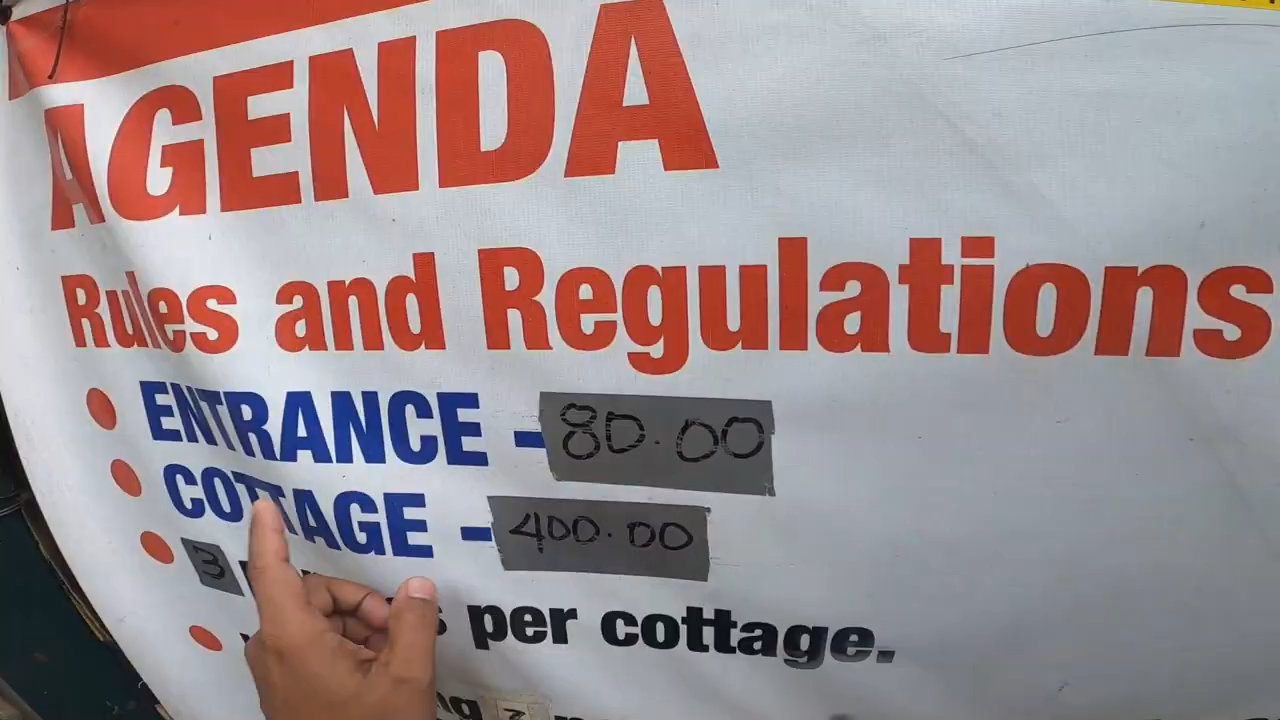 AGENDA
Rules and Regulations
ENTRANCE - 80.00
COTTAGE - 400.00
3 per cottage.